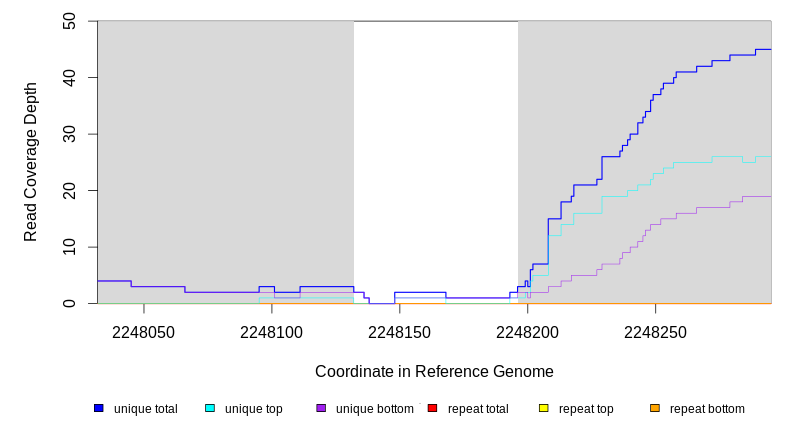 50
40
30
20
10
0
Read Coverage Depth
2248050 2248100 2248150 2248200 2248250
Coordinate in Reference Genome
unique total unique top unique bottom repeat total repeat top repeat bottom